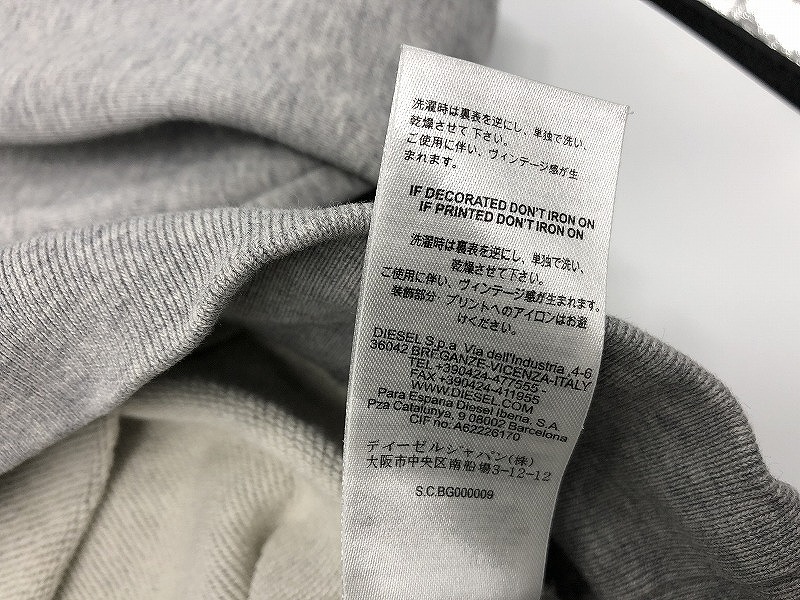 洗濯時は裏表を逆にし、単独で洗い、
乾燥させて下さい。
ご使用に伴い、ヴィンテージ感が生
まれます。
IF DECORATED DON'T IRON ON
IF PRINTED DON'T IRON ON
洗濯時は裏表を逆にし、単独で洗い、
乾燥させて下さい。
ご使用に伴い、ヴィンテージ感が生まれます。
装飾部分・プリントへのアイロンはお避
けください。
DIESEL S.p.a Via dell'Industria ,4-6
36042 BREGANZE-VICENZA-ITALY
TEL +390424-477555 -
FAX +390424-411955
WWW.DIESEL.COM
Para Espana Diesel Iberia, S.A
Pza Catalunya, 9 08002 Barcelona
CIF no: A62226170
ディーゼルジャパン(株)
大阪市中央区南船場3-12-12
S.C.BG000009